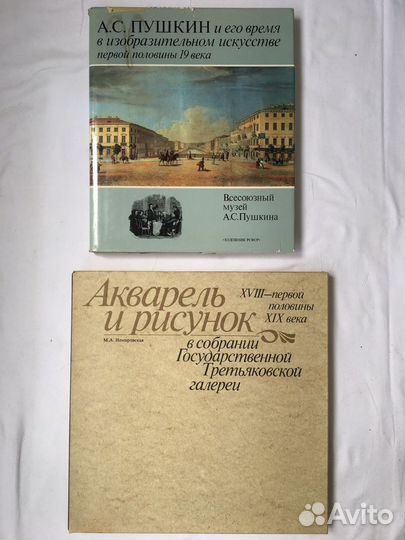 А.С. ПУШКИН и его время
в изобразительном искусстве
первой половины 19 века
Всесоюзный
музей
А.С.Пушкина
«ХУДОЖНИК РСФСР»
Акварель
и рисунок
XVIII—первой
половины
XIX века
М.А. Немировская
в собрании
Государственной
Третьяковской
галереи
Avito